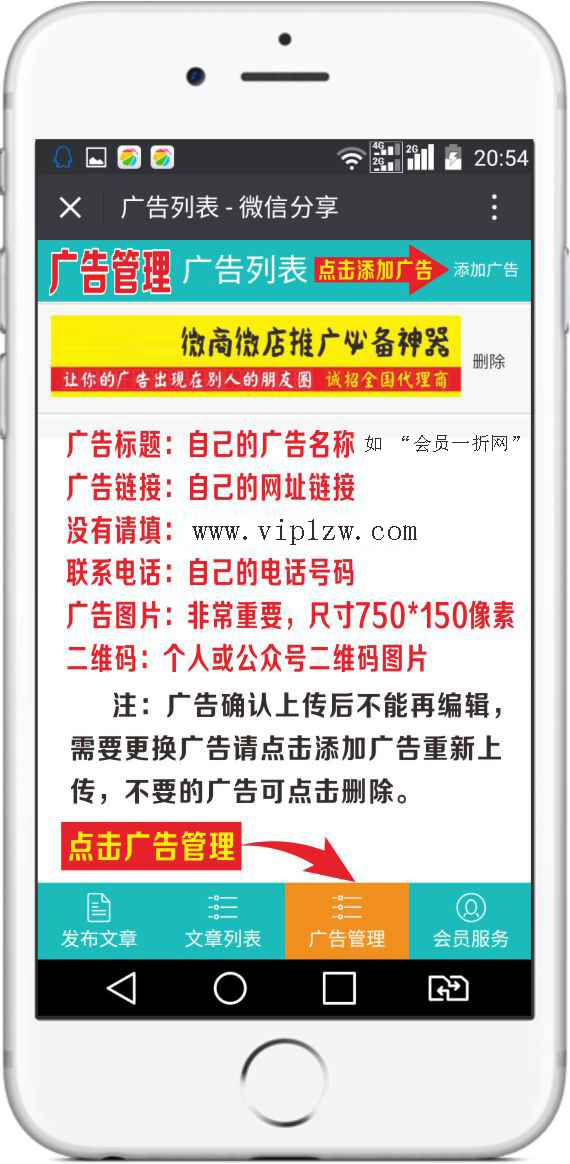 4G 2G 2G 20:54
广告列表 - 微信分享
广告管理 广告列表 点击添加广告 添加广告
微商微店推广必备神器
让你的广告出现在别人的朋友圈 诚招全国代理商
删除
广告标题：自己的广告名称 如 “会员一折网”
广告链接：自己的网址链接
没有请填： www.vip1zw.com
联系电话：自己的电话号码
广告图片：非常重要，尺寸750*150像素
二维码：个人或公众号二维码图片
注：广告确认上传后不能再编辑，
需要更换广告请点击添加广告重新上
传，不要的广告可点击删除。
点击广告管理
发布文章 文章列表 广告管理 会员服务